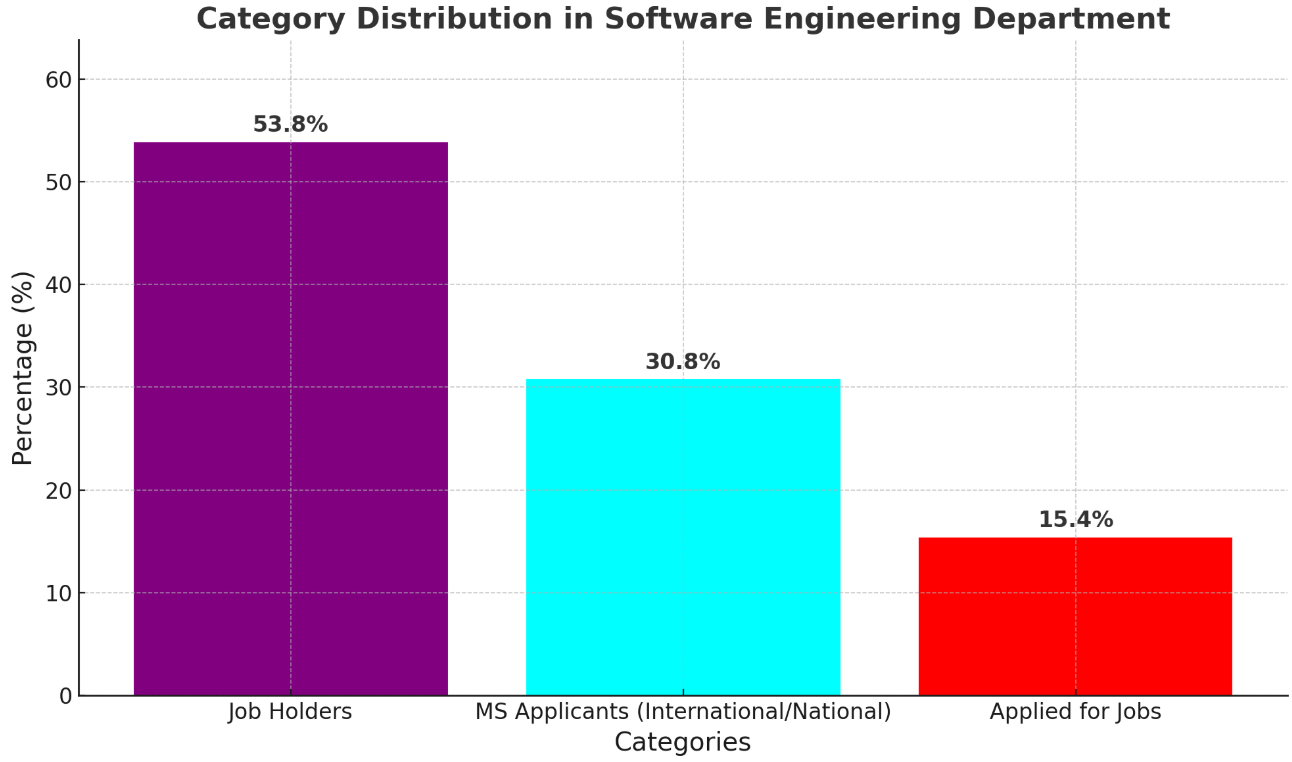 Category Distribution in Software Engineering Department
60
50
40
30
20
10
0
Percentage (%)
53.8%
30.8%
15.4%
Job Holders
MS Applicants (International/National)
Applied for Jobs
Categories